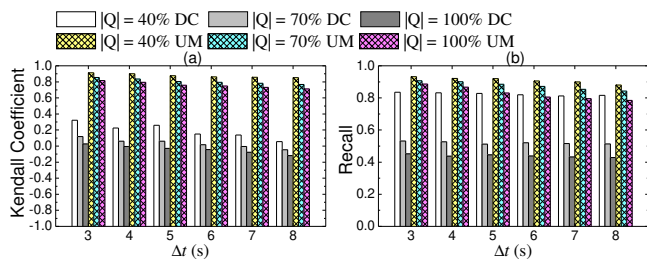 |Q| = 40% DC |Q| = 70% DC |Q| = 100% DC
|Q| = 40% UM |Q| = 70% UM |Q| = 100% UM
(a) (b)
Kendall Coefficient
1.0
0.8
0.6
0.4
0.2
0.0
-0.2
-0.4
-0.6
-0.8
-1.0
3 4 5 6 7 8
Δt (s)
Recall
1.0
0.8
0.6
0.4
0.2
0.0
3 4 5 6 7 8
Δt (s)